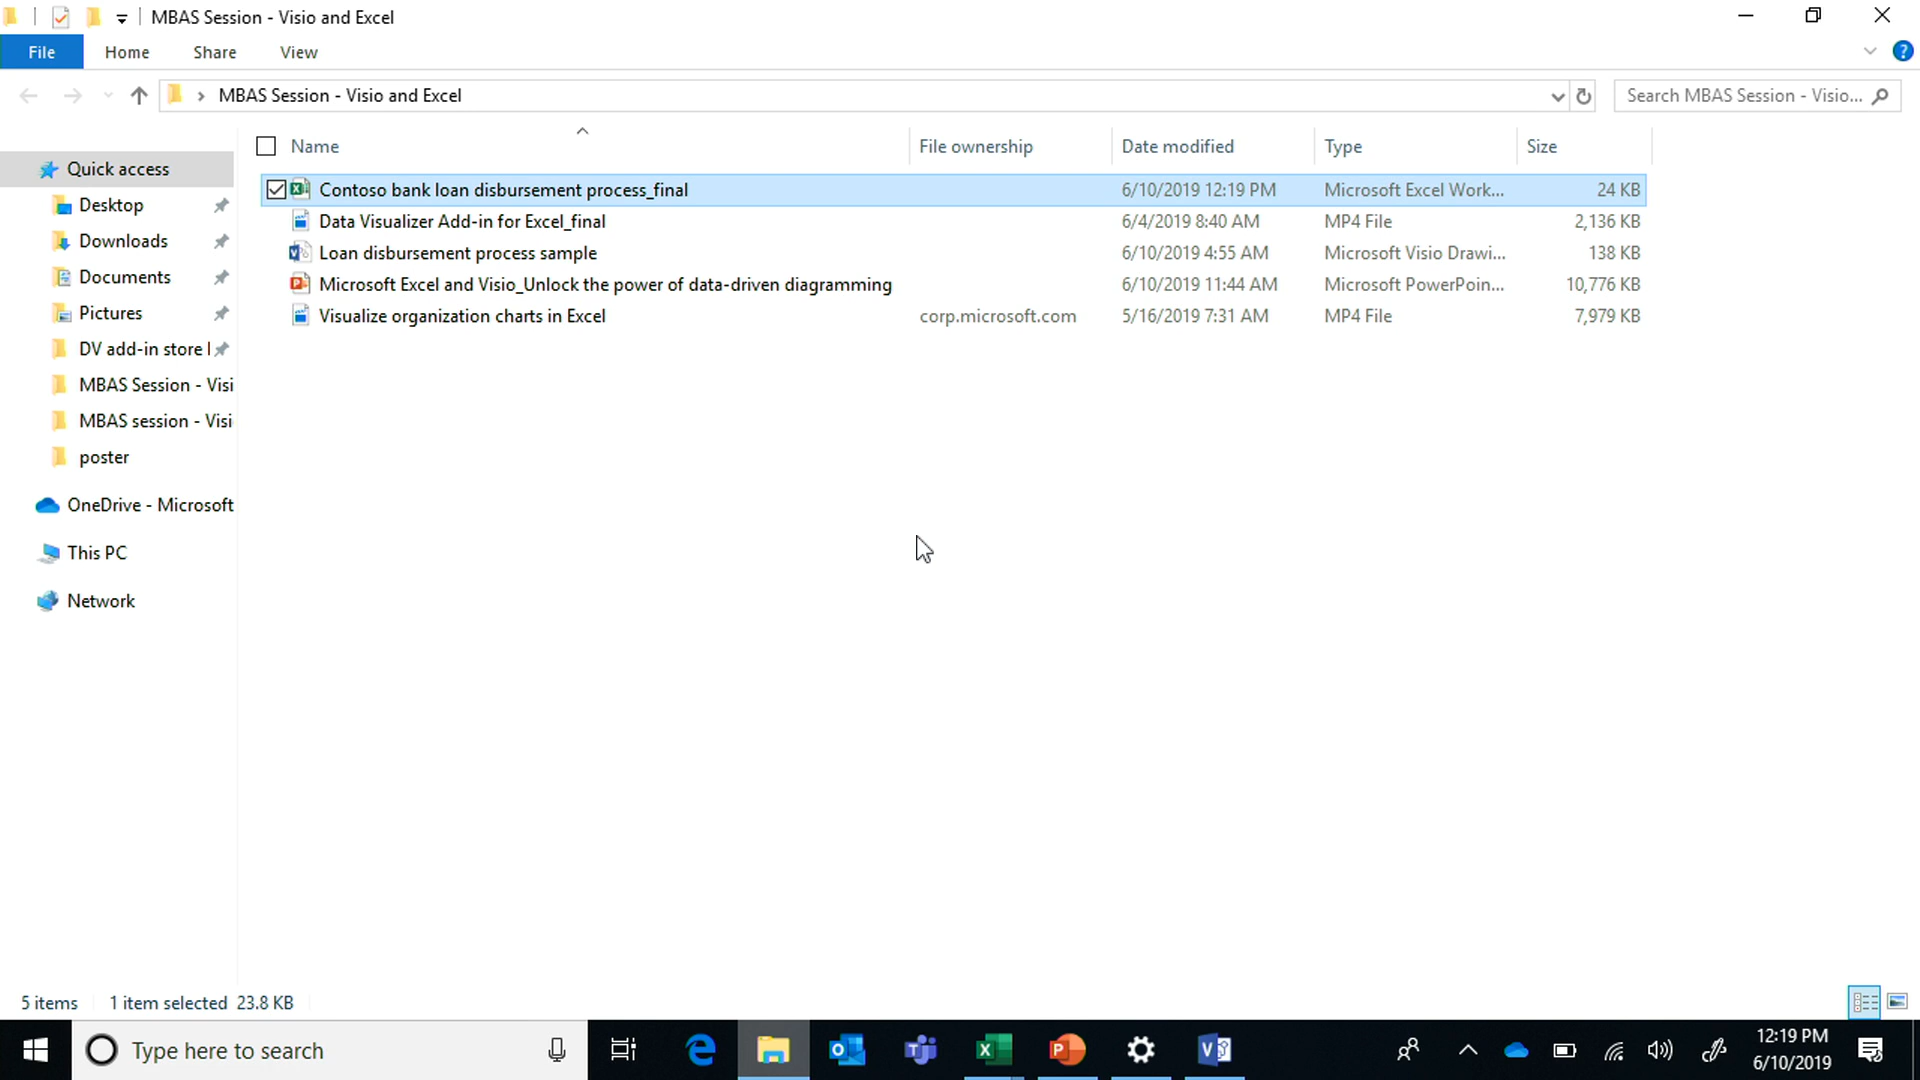 MBAS Session - Visio and Excel
File Home Share View
MBAS Session - Visio and Excel
Search MBAS Session - Visio...
Name File ownership Date modified Type Size
Contoso bank loan disbursement process_final 6/10/2019 12:19 PM Microsoft Excel Work... 24 KB
Data Visualizer Add-in for Excel_final 6/4/2019 8:40 AM MP4 File 2,136 KB
Loan disbursement process sample 6/10/2019 4:55 AM Microsoft Visio Drawi... 138 KB
Microsoft Excel and Visio_Unlock the power of data-driven diagramming 6/10/2019 11:44 AM Microsoft PowerPoin... 10,776 KB
Visualize organization charts in Excel corp.microsoft.com 5/16/2019 7:31 AM MP4 File 7,979 KB
Quick access
Desktop
Downloads
Documents
Pictures
DV add-in store
MBAS Session - Visi
MBAS session - Visi
poster
OneDrive - Microsoft
This PC
Network
5 items 1 item selected 23.8 KB
Type here to search
12:19 PM
6/10/2019